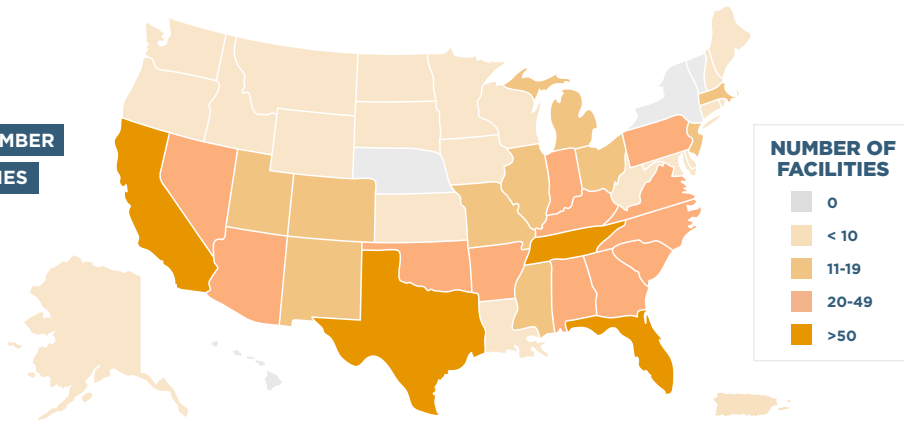 MBER
IES
NUMBER OF
FACILITIES
0
< 10
11-19
20-49
>50